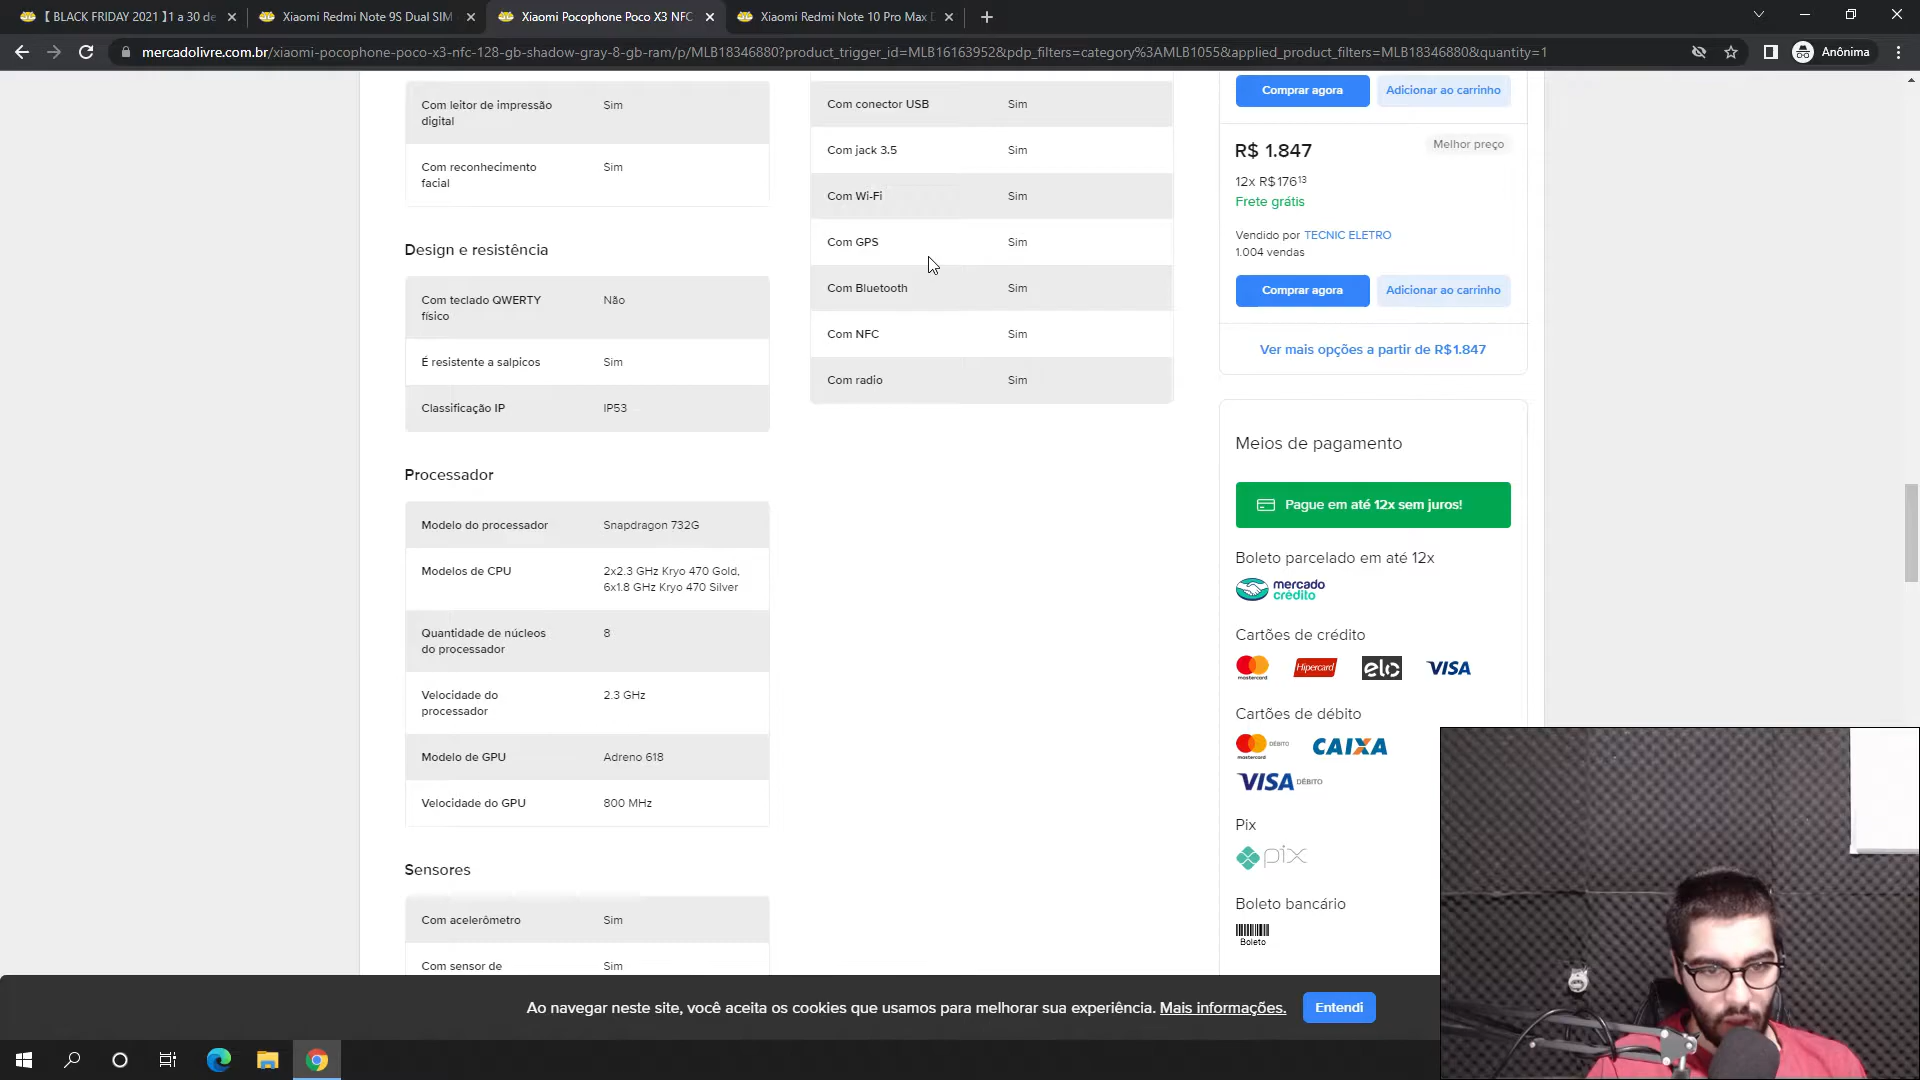 【 BLACK FRIDAY 2021 】1 a 30 de
Xiaomi Redmi Note 9S Dual SIM
Xiaomi Pocophone Poco X3 NFC
Xiaomi Redmi Note 10 Pro Max
mercadolivre.com.br/xiaomi-pocophone-poco-x3-nfc-128-gb-shadow-gray-8-gb-ram/p/MLB18346880?product_trigger_id=MLB16163952&pdp_filters=category%3AMLB1055&applied_product_filters=MLB18346880&quantity=1
Anônima
Com leitor de impressão
digital
Sim
Com reconhecimento
facial
Sim
Design e resistência
Com teclado QWERTY
físico
Não
É resistente a salpicos
Sim
Classificação IP
IP53
Processador
Modelo do processador
Snapdragon 732G
Modelos de CPU
2x2.3 GHz Kryo 470 Gold,
6x1.8 GHz Kryo 470 Silver
Quantidade de núcleos
do processador
8
Velocidade do
processador
2.3 GHz
Modelo de GPU
Adreno 618
Velocidade do GPU
800 MHz
Sensores
Com acelerômetro
Sim
Com sensor de
Sim
Com conector USB
Sim
Com jack 3.5
Sim
Com Wi-Fi
Sim
Com GPS
Sim
Com Bluetooth
Sim
Com NFC
Sim
Com radio
Sim
Comprar agora
Adicionar ao carrinho
R$ 1.847
Melhor preço
12x R$ 176 13
Frete grátis
Vendido por TECNIC ELETRO
1.004 vendas
Comprar agora
Adicionar ao carrinho
Ver mais opções a partir de R$1.847
Meios de pagamento
Pague em até 12x sem juros!
Boleto parcelado em até 12x
mercado
crédito
Cartões de crédito
mastercard
Hipercard
elo
VISA
Cartões de débito
mastercard
DÉBITO
CAIXA
VISA
DÉBITO
Pix
pix
Boleto bancário
Boleto
Ao navegar neste site, você aceita os cookies que usamos para melhorar sua experiência. Mais informações.
Entendi